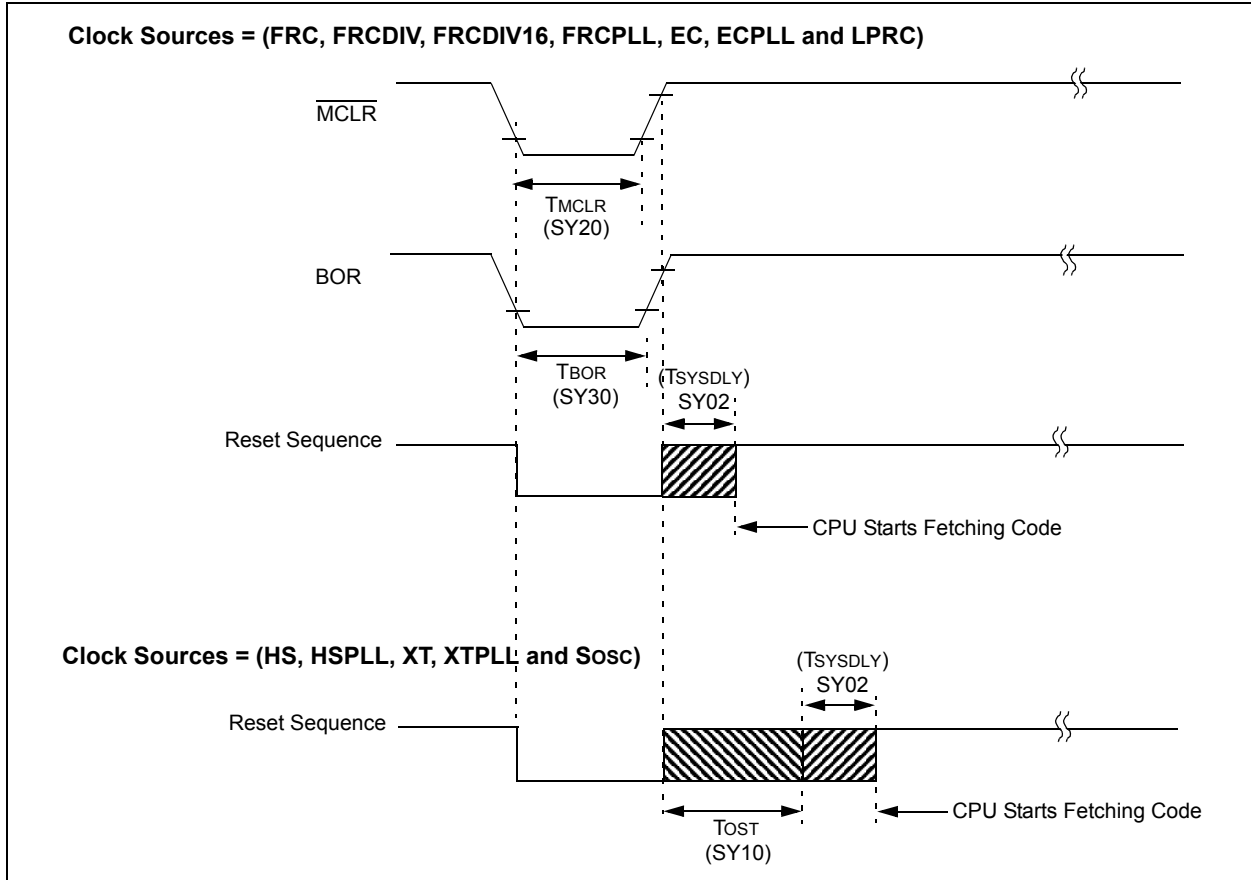 Clock Sources = (FRC, FRCDIV, FRCDIV16, FRCPLL, EC, ECPLL and LPRC)
MCLR
TMCLR
(SY20)
BOR
TBOR
(SY30)
(TSYSDLY)
SY02
Reset Sequence
CPU Starts Fetching Code
Clock Sources = (HS, HSPLL, XT, XTPLL and SOSC)
(TSYSDLY)
SY02
Reset Sequence
CPU Starts Fetching Code
TOST
(SY10)